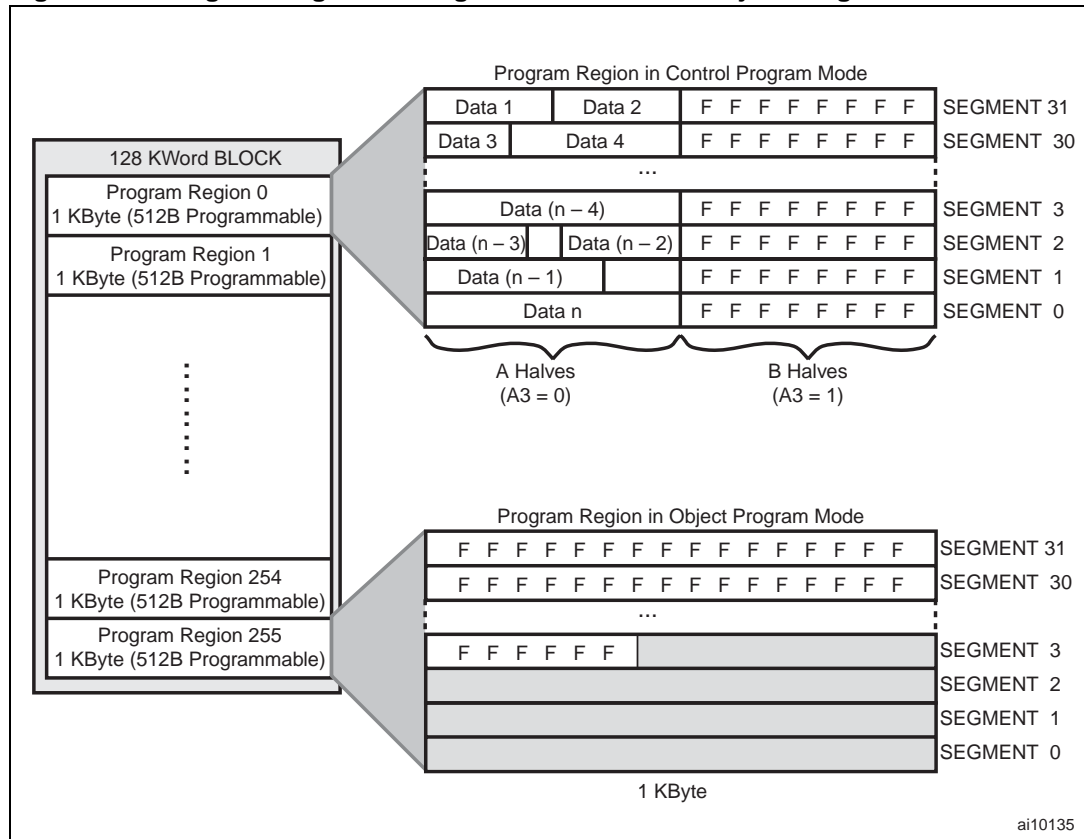 Program Region in Control Program Mode
Data 1 Data 2 F F F F F F F F SEGMENT 31
Data 3 Data 4 F F F F F F F F SEGMENT 30
...
Data (n – 4) F F F F F F F F SEGMENT 3
Data (n – 3) Data (n – 2) F F F F F F F F SEGMENT 2
Data (n – 1) F F F F F F F F SEGMENT 1
Data n F F F F F F F F SEGMENT 0
A Halves
(A3 = 0)
B Halves
(A3 = 1)
128 KWord BLOCK
Program Region 0
1 KByte (512B Programmable)
Program Region 1
1 KByte (512B Programmable)
Program Region 254
1 KByte (512B Programmable)
Program Region 255
1 KByte (512B Programmable)
Program Region in Object Program Mode
F F F F F F F F F F F F F F F F SEGMENT 31
F F F F F F F F F F F F F F F F SEGMENT 30
...
F F F F F F SEGMENT 3
SEGMENT 2
SEGMENT 1
SEGMENT 0
1 KByte
ai10135